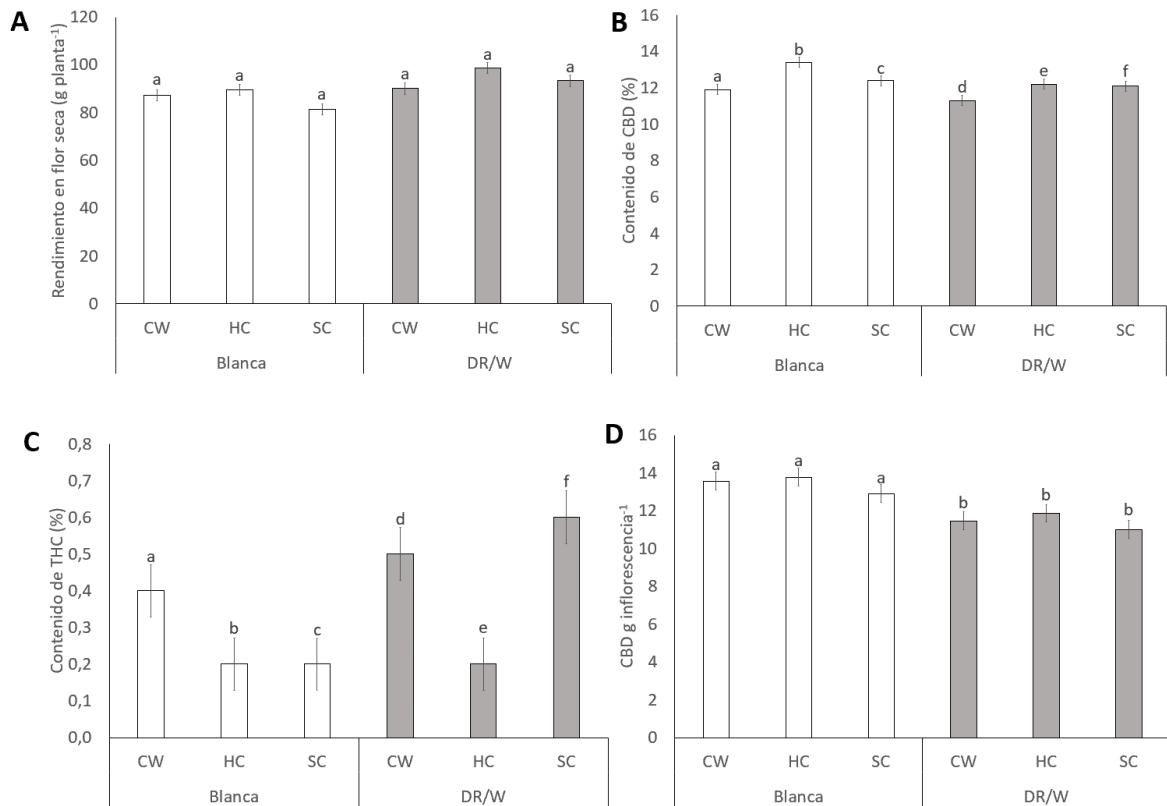 A
Rendimiento en flor seca (g planta⁻¹)
120
100
80
60
40
20
0
a
a
a
a
a
a
CW
HC
SC
CW
HC
SC
Blanca
DR/W
B
Contenido de CBD (%)
16
14
12
10
8
6
4
2
0
a
b
c
d
e
f
CW
HC
SC
CW
HC
SC
Blanca
DR/W
C
Contenido de THC (%)
0,8
0,7
0,6
0,5
0,4
0,3
0,2
0,1
0,0
a
b
c
d
e
f
CW
HC
SC
CW
HC
SC
Blanca
DR/W
D
CBD g inflorescencia⁻¹
16
14
12
10
8
6
4
2
0
a
a
a
b
b
b
CW
HC
SC
CW
HC
SC
Blanca
DR/W